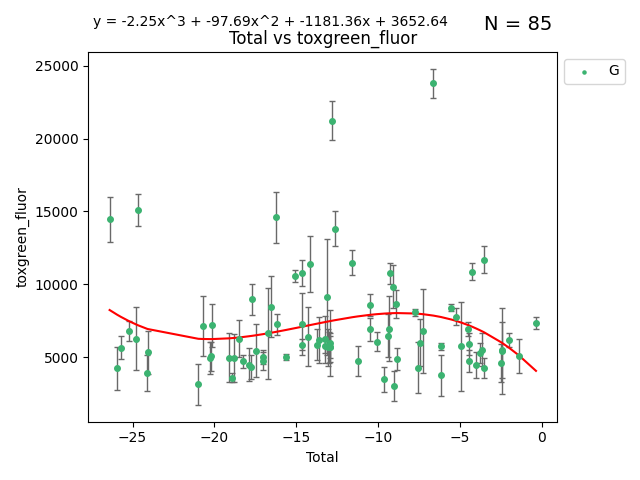 y = -2.25x^3 + -97.69x^2 + -1181.36x + 3652.64
N = 85
Total vs toxgreen_fluor
G
25000
20000
15000
10000
5000
toxgreen_fluor
−25
−20
−15
−10
−5
0
Total